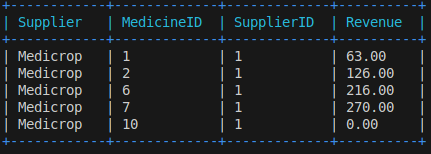 +------------+------------+------------+----------+
| Supplier   | MedicineID | SupplierID | Revenue  |
+------------+------------+------------+----------+
| Medicrop   | 1          | 1          | 63.00    |
| Medicrop   | 2          | 1          | 126.00   |
| Medicrop   | 6          | 1          | 216.00   |
| Medicrop   | 7          | 1          | 270.00   |
| Medicrop   | 10         | 1          | 0.00     |
+------------+------------+------------+----------+